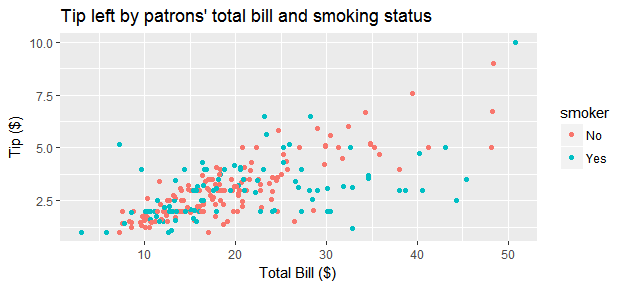 Tip left by patrons' total bill and smoking status
10.0
7.5
5.0
2.5
Tip ($)
10 20 30 40 50
Total Bill ($)
smoker
No
Yes